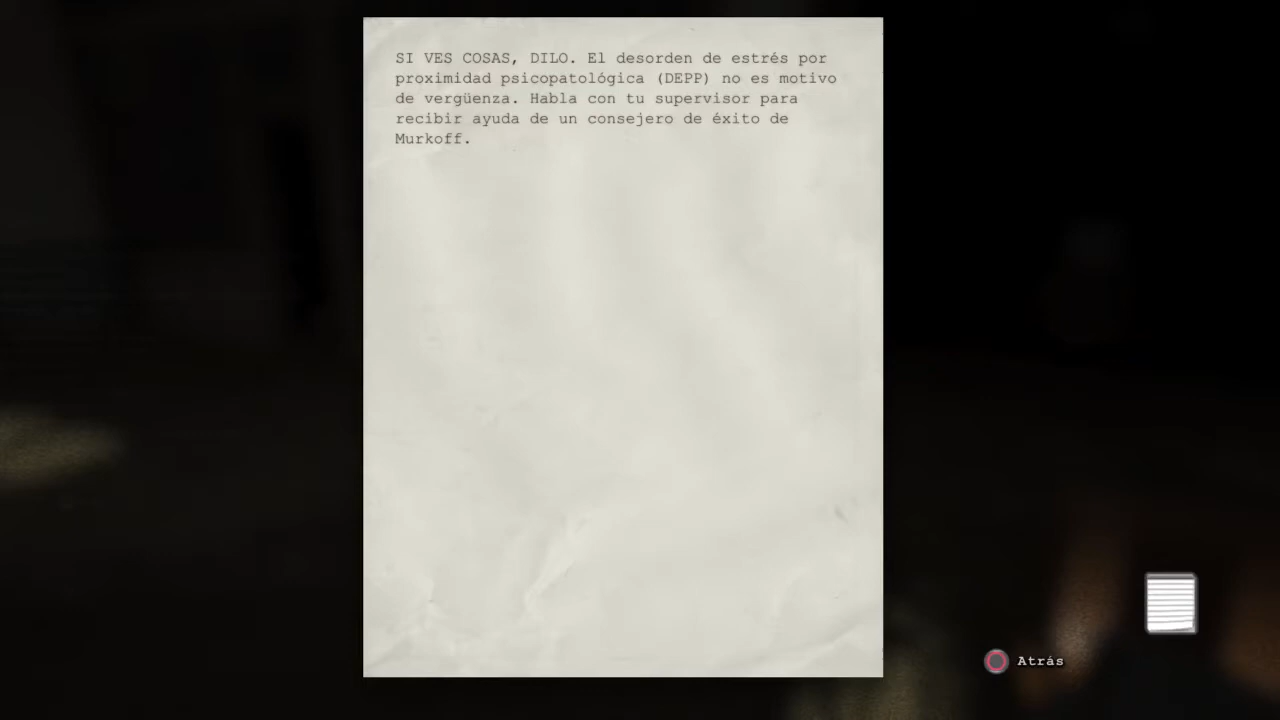 SI VES COSAS, DILO. El desorden de estrés por
proximidad psicopatológica (DEPP) no es motivo
de vergüenza. Habla con tu supervisor para
recibir ayuda de un consejero de éxito de
Murkoff.
Atrás